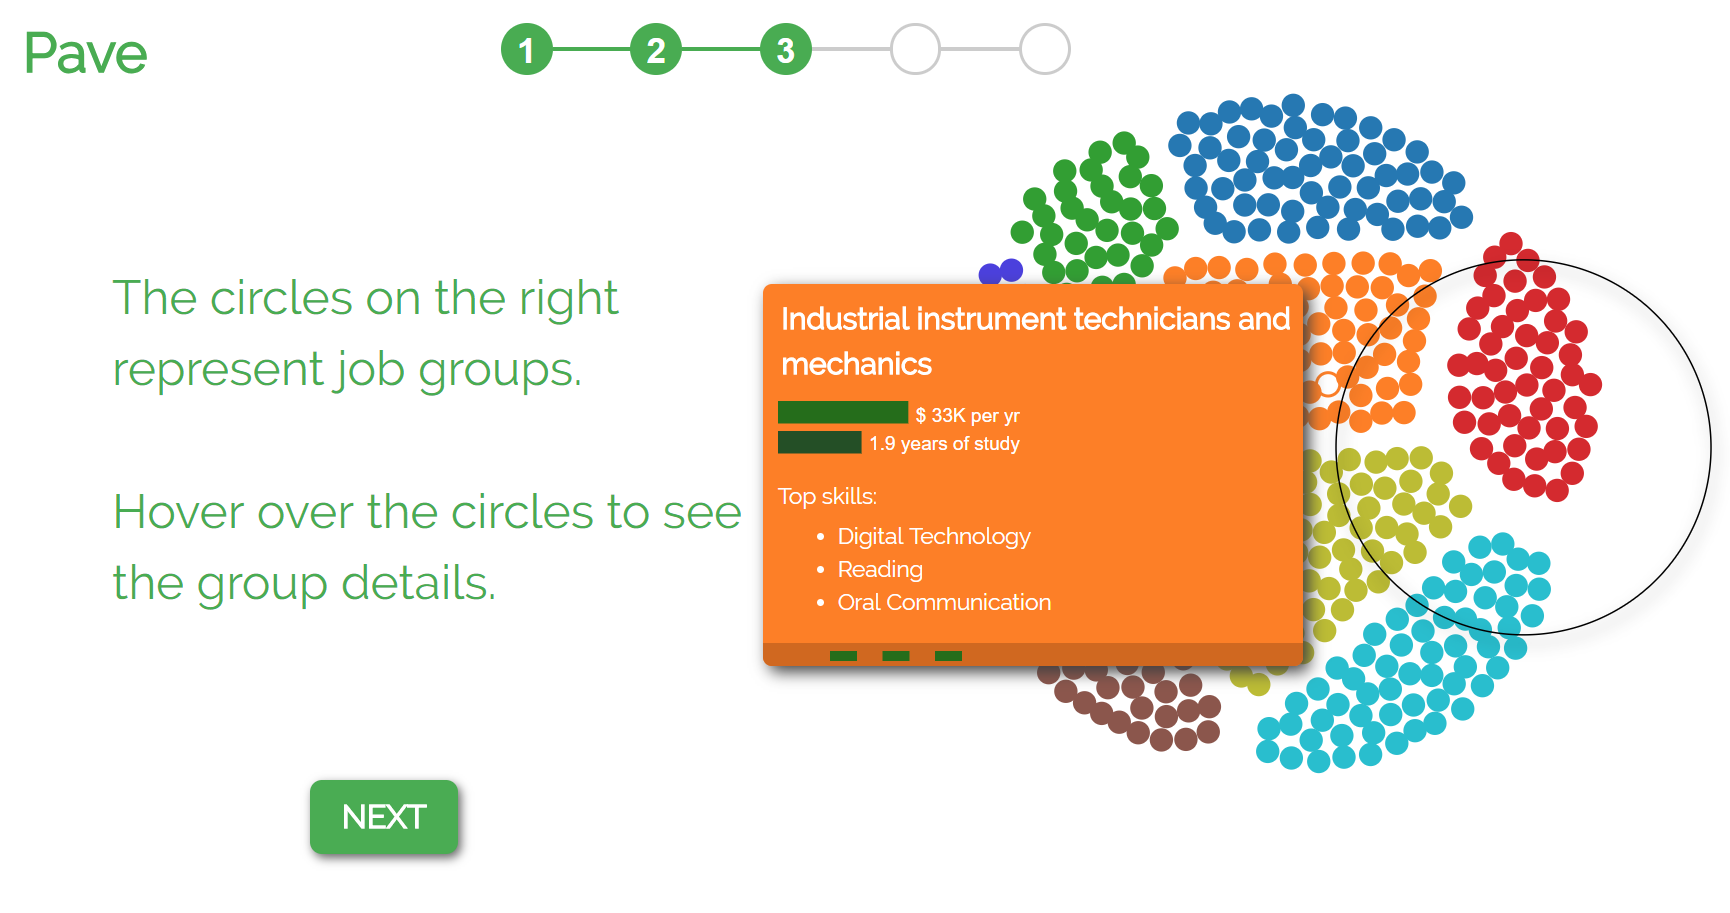 Pave
1 2 3
The circles on the right
represent job groups.
Hover over the circles to see
the group details.
NEXT
Industrial instrument technicians and
mechanics
$ 33K per yr
1.9 years of study
Top skills:
• Digital Technology
• Reading
• Oral Communication